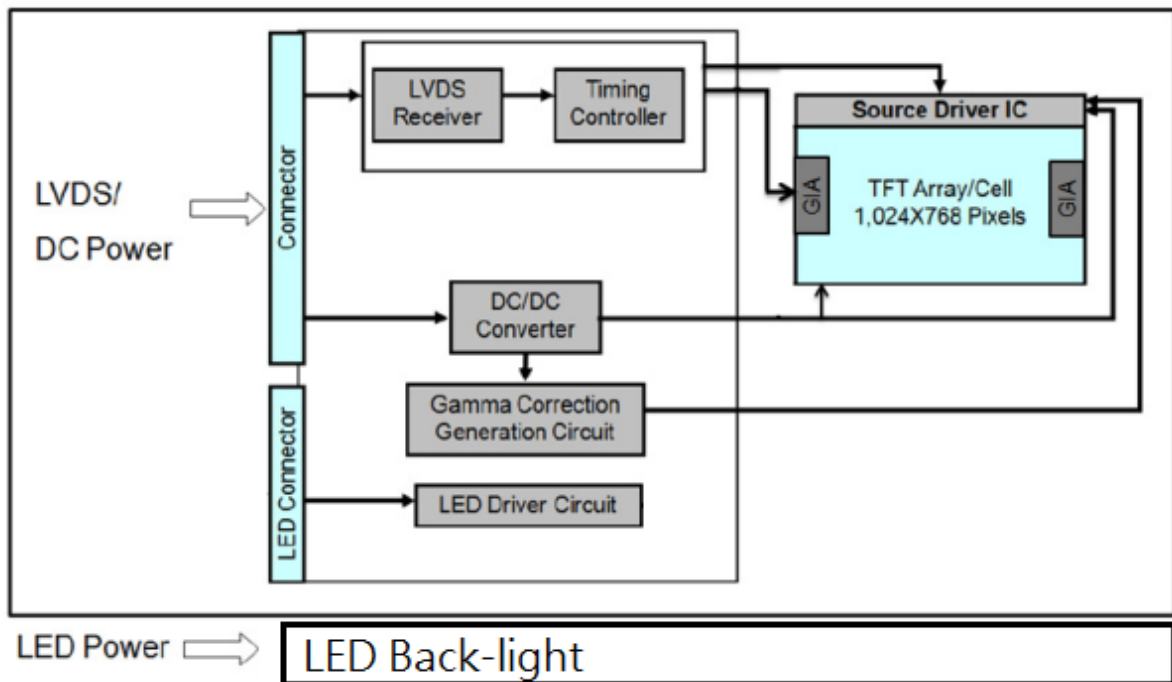 LVDS/
DC Power
Connector
LVDS
Receiver
Timing
Controller
Source Driver IC
GIA
TFT Array/Cell
1,024X768 Pixels
GIA
DC/DC
Converter
Gamma Correction
Generation Circuit
LED Connector
LED Driver Circuit
LED Power
LED Back-light